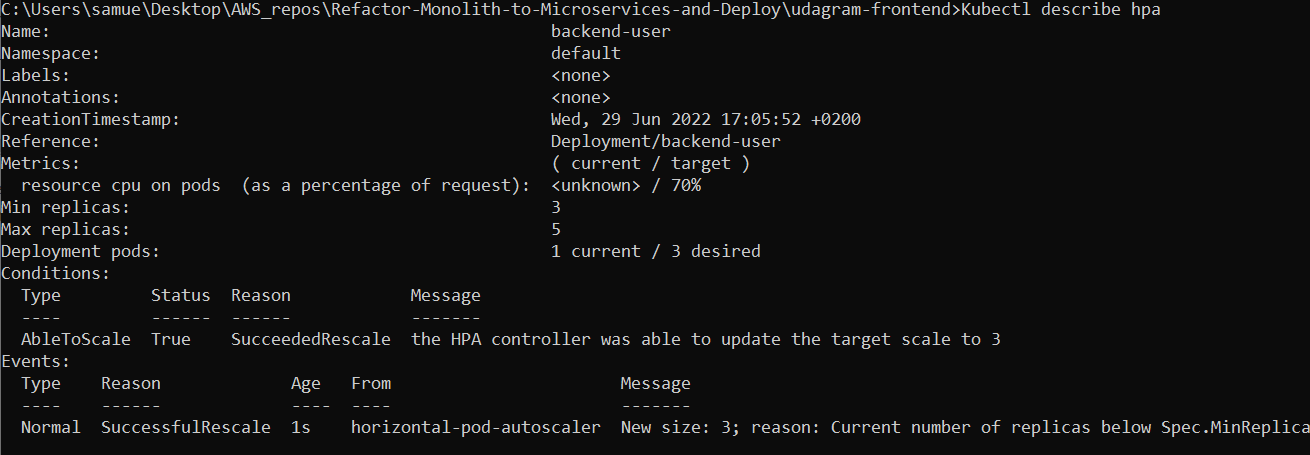 C:\Users\samue\Desktop\AWS_repos\Refactor-Monolith-to-Microservices-and-Deploy\udagram-frontend>Kubectl describe hpa
Name: backend-user
Namespace: default
Labels: <none>
Annotations: <none>
CreationTimestamp: Wed, 29 Jun 2022 17:05:52 +0200
Reference: Deployment/backend-user
Metrics: ( current / target )
resource cpu on pods (as a percentage of request): <unknown> / 70%
Min replicas: 3
Max replicas: 5
Deployment pods: 1 current / 3 desired
Conditions:
Type Status Reason Message
---- ------ ------ -------
AbleToScale True SucceededRescale the HPA controller was able to update the target scale to 3
Events:
Type Reason Age From Message
---- ------ ---- ---- -------
Normal SuccessfulRescale 1s horizontal-pod-autoscaler New size: 3; reason: Current number of replicas below Spec.MinReplica